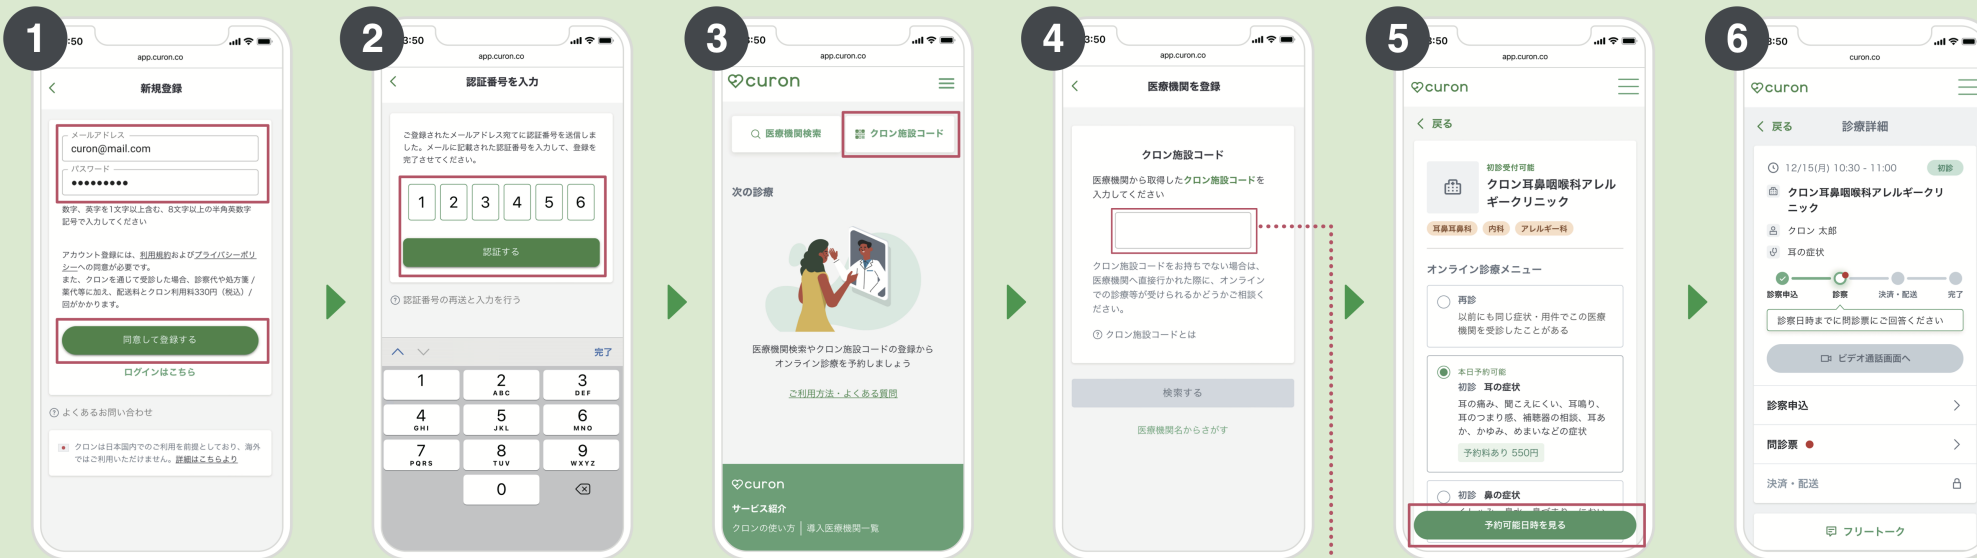 1
:50
app.curon.co
新規登録
メールアドレス
curon@mail.com
パスワード
数字、英字を1文字以上含む、8文字以上の半角英数字
記号で入力してください
アカウント登録には、利用規約およびプライバシーポリ
シーへの同意が必要です。
また、クロンを通じて受診した場合、診察代や処方箋 /
薬代等に加え、配送料とクロン利用料330円（税込）/
回がかかります。
同意して登録する
ログインはこちら
よくあるお問い合わせ
クロンは日本国内でのご利用を前提としており、海外
ではご利用いただけません。詳細はこちらより
2
3:50
app.curon.co
認証番号を入力
ご登録されたメールアドレス宛てに認証番号を送信しま
した。メールに記載された認証番号を入力して、登録を
完了させてください。
1 2 3 4 5 6
認証する
認証番号の再送と入力を行う
完了
1 2 3
ABC DEF
4 5 6
GHI JKL MNO
7 8 9
PQRS TUV WXYZ
0
3
:50
app.curon.co
curon
医療機関検索 クロン施設コード
次の診療
医療機関検索やクロン施設コードの登録から
オンライン診療を予約しましょう
ご利用方法・よくある質問
curon
サービス紹介
クロンの使い方 | 導入医療機関一覧
4
3:50
app.curon.co
医療機関を登録
クロン施設コード
医療機関から取得したクロン施設コードを
入力してください
クロン施設コードをお持ちでない場合は、
医療機関へ直接行かれた際に、オンライン
での診療等が受けられるかどうかご相談く
ださい。
クロン施設コードとは
検索する
医療機関名からさがす
5
:50
app.curon.co
curon
戻る
初診受付可能
クロン耳鼻咽喉科アレル
ギークリニック
耳鼻耳鼻科 内科 アレルギー科
オンライン診療メニュー
再診
以前にも同じ症状・用件でこの医療
機関を受診したことがある
本日予約可能
初診 耳の症状
耳の痛み、聞こえにくい、耳鳴り、
耳のつまり感、補聴器の相談、耳あ
か、かゆみ、めまいなどの症状
予約料あり 550円
初診 鼻の症状
予約可能日時を見る
6
:50
curon.co
curon
戻る 診療詳細
12/15(月) 10:30 - 11:00 初診
クロン耳鼻咽喉科アレルギークリ
ニック
クロン 太郎
耳の症状
診察申込 診察 決済・配送 完了
診察日時までに問診票にご回答ください
ビデオ通話画面へ
診察申込
問診票
決済・配送
フリートーク